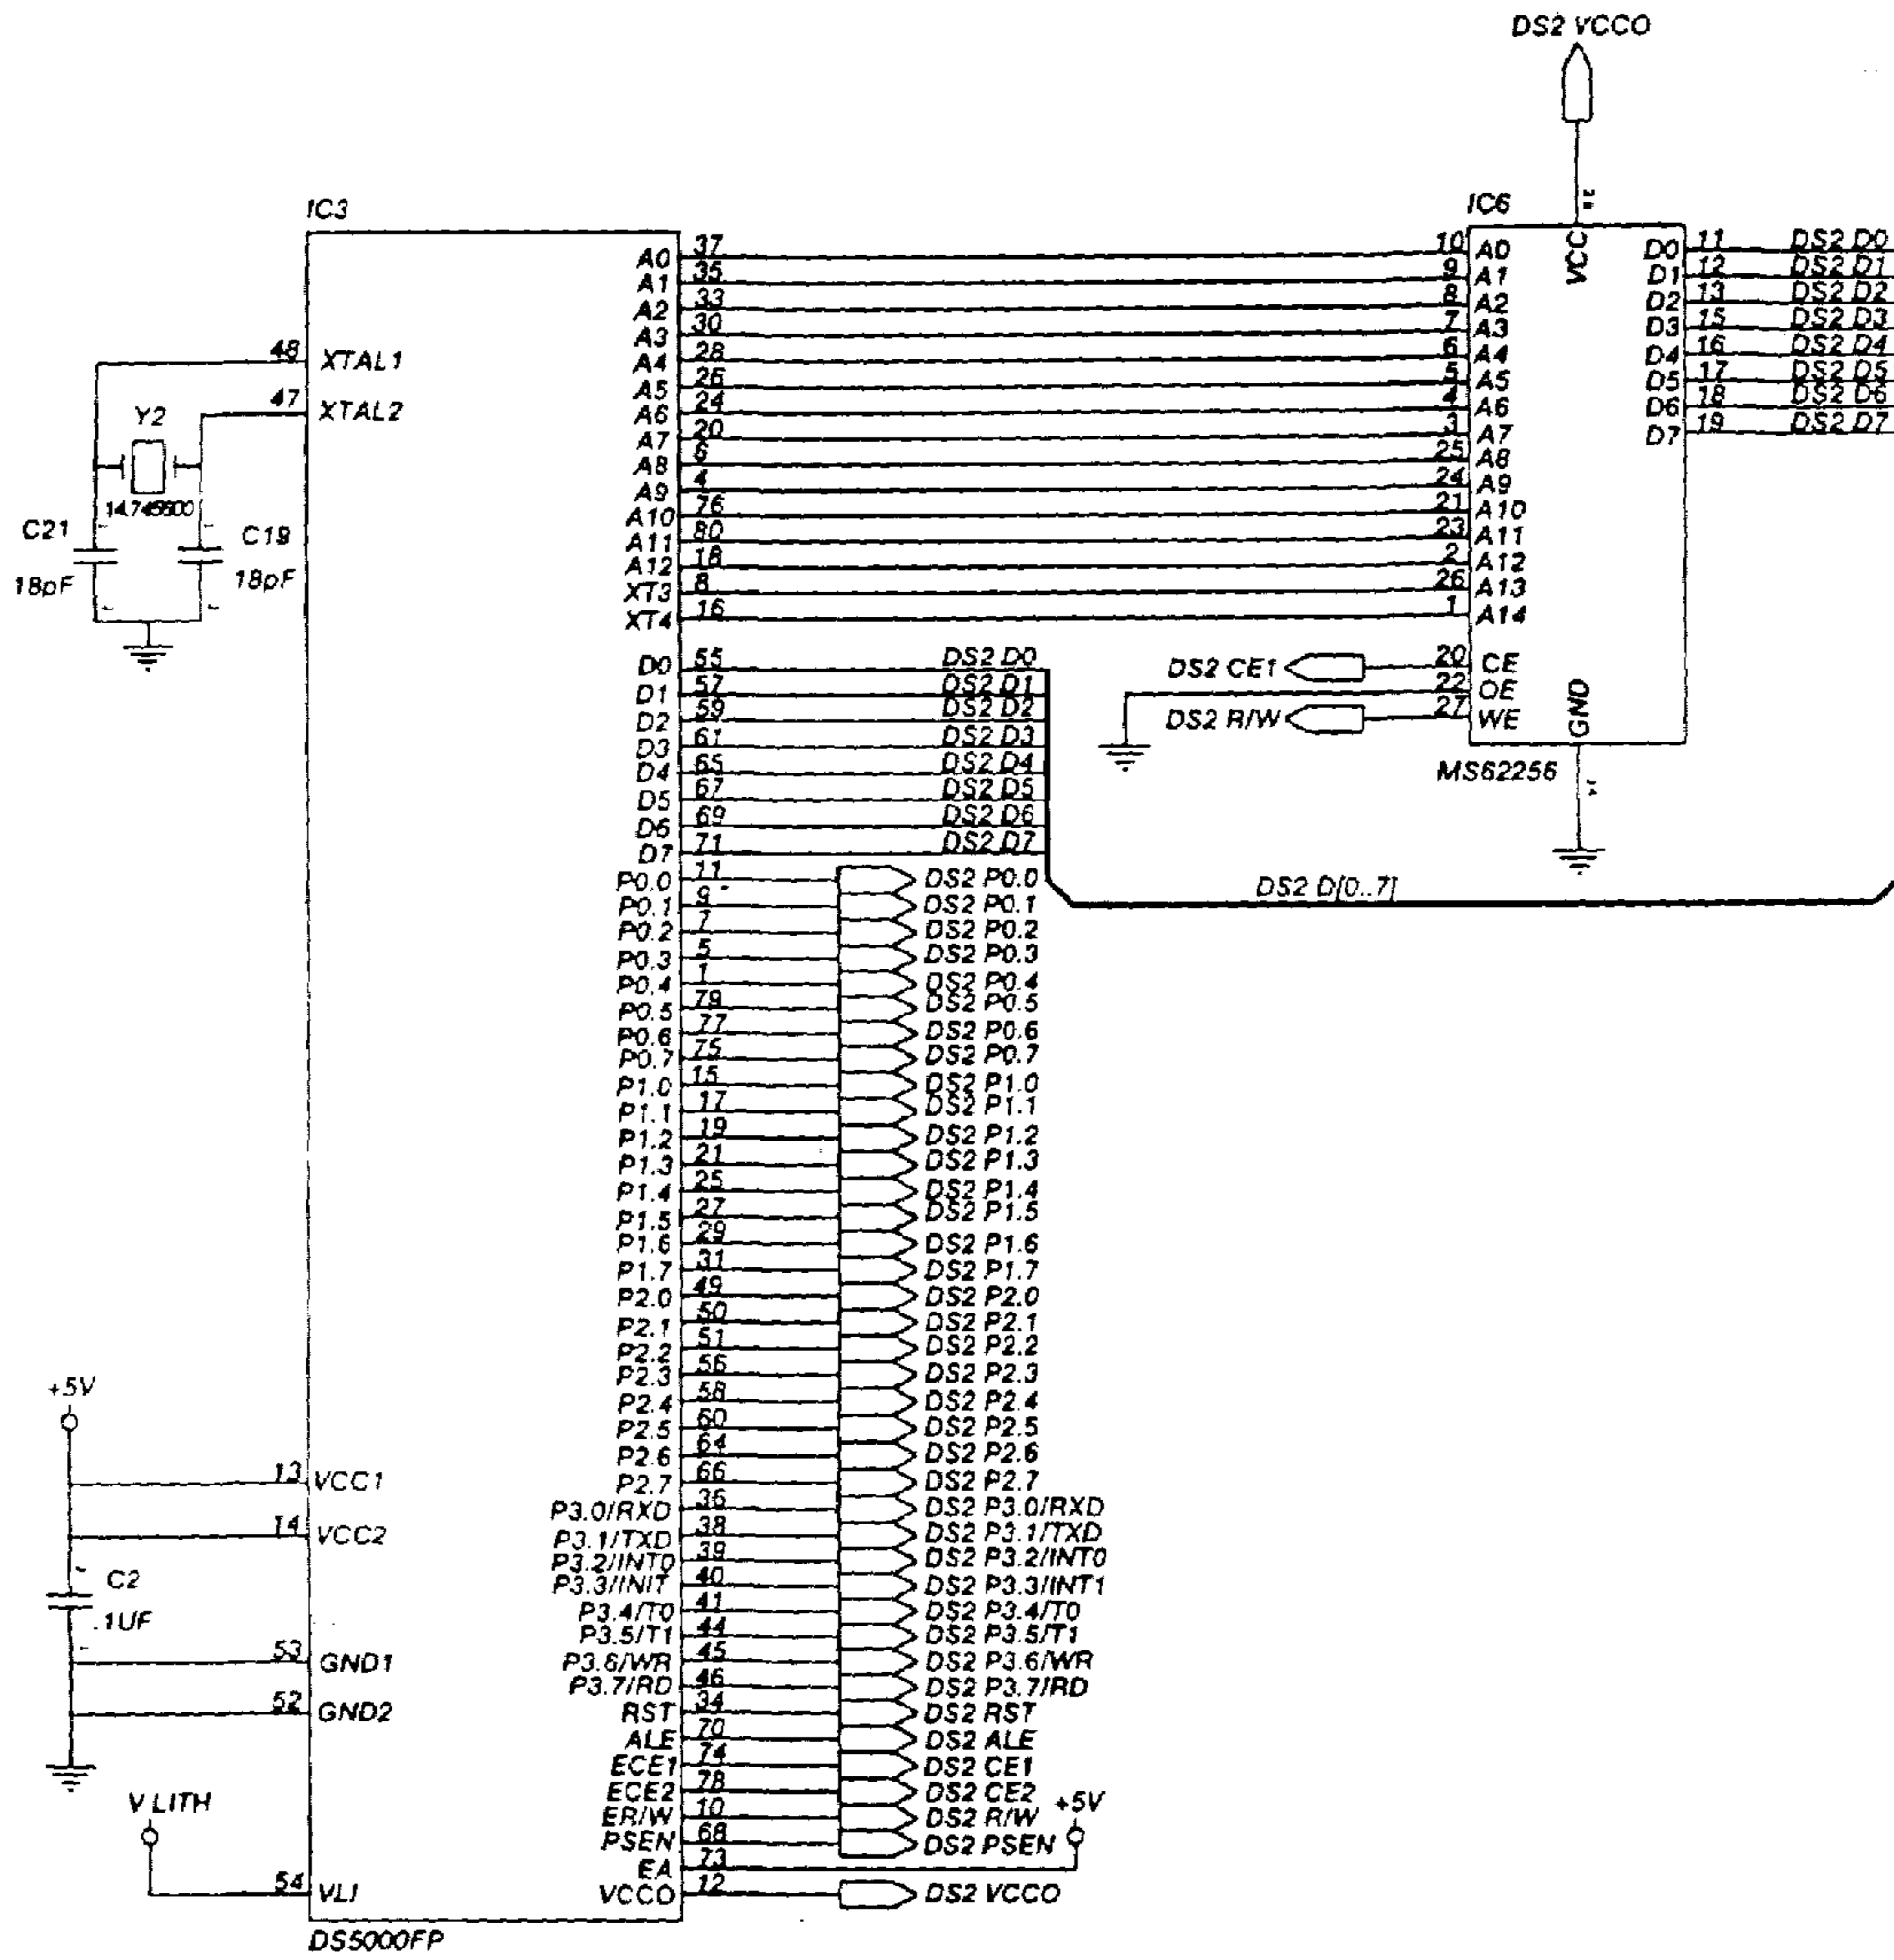 DS2 VCCO
IC3
IC6
A0 37
A1 35
A2 33
A3 30
A4 28
A5 26
A6 24
A7 20
A8 6
A9 4
A10 76
A11 80
A12 18
XT3 8
XT4 16
10 A0
9 A1
8 A2
7 A3
6 A4
5 A5
4 A6
3 A7
25 A8
24 A9
21 A10
23 A11
2 A12
26 A13
1 A14
VCC
D0 11 DS2 D0
D1 12 DS2 D1
D2 13 DS2 D2
D3 15 DS2 D3
D4 16 DS2 D4
D5 17 DS2 D5
D6 18 DS2 D6
D7 19 DS2 D7
48 XTAL1
47 XTAL2
Y2
14.745600
C21
18pF
C19
18pF
DS2 CE1 20 CE
22 OE
DS2 R/W 27 WE
GND
MS62256
D0 55 DS2 D0
D1 57 DS2 D1
D2 59 DS2 D2
D3 61 DS2 D3
D4 65 DS2 D4
D5 67 DS2 D5
D6 69 DS2 D6
D7 71 DS2 D7
DS2 D[0..7]
P0.0 11 DS2 P0.0
P0.1 9 DS2 P0.1
P0.2 7 DS2 P0.2
P0.3 5 DS2 P0.3
P0.4 1 DS2 P0.4
P0.5 79 DS2 P0.5
P0.6 77 DS2 P0.6
P0.7 75 DS2 P0.7
P1.0 15 DS2 P1.0
P1.1 17 DS2 P1.1
P1.2 19 DS2 P1.2
P1.3 21 DS2 P1.3
P1.4 25 DS2 P1.4
P1.5 27 DS2 P1.5
P1.6 29 DS2 P1.6
P1.7 31 DS2 P1.7
P2.0 49 DS2 P2.0
P2.1 50 DS2 P2.1
P2.2 51 DS2 P2.2
P2.3 56 DS2 P2.3
P2.4 58 DS2 P2.4
P2.5 60 DS2 P2.5
P2.6 64 DS2 P2.6
P2.7 66 DS2 P2.7
P3.0/RXD 36 DS2 P3.0/RXD
P3.1/TXD 38 DS2 P3.1/TXD
P3.2/INT0 39 DS2 P3.2/INT0
P3.3/INIT 40 DS2 P3.3/INT1
P3.4/T0 41 DS2 P3.4/T0
P3.5/T1 44 DS2 P3.5/T1
P3.6/WR 45 DS2 P3.6/WR
P3.7/RD 46 DS2 P3.7/RD
RST 34 DS2 RST
ALE 70 DS2 ALE
ECE1 74 DS2 CE1
ECE2 78 DS2 CE2
ER/W 10 DS2 R/W
PSEN 68 DS2 PSEN
+5V
EA 73
VCCO 12 DS2 VCCO
+5V
13 VCC1
14 VCC2
C2
.1UF
53 GND1
52 GND2
V LITH
54 VLI
DS5000FP